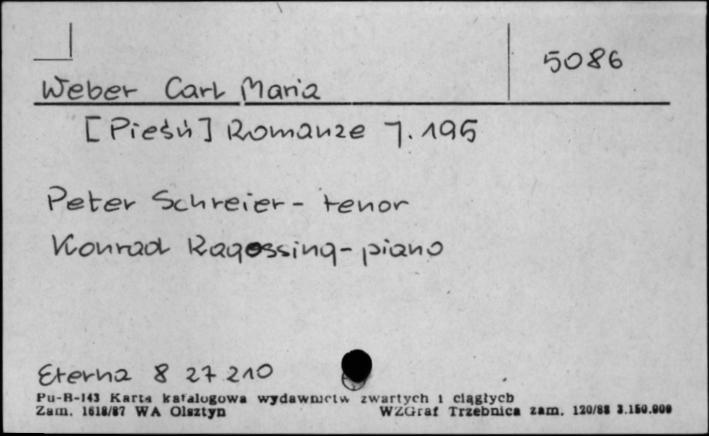 5086
Weber Carl Maria
[Pieśń] Romanze J. 195
Peter Schreier - tenor
Konrad Ragossing - piano
Eterna 8 27 210
Pu-B-143 Karta katalogowa wydawnictw zwartych i ciągłych
Zam. 1618/87 WA Olsztyn WZGraf Trzebnica zam. 120/88 3.150.000